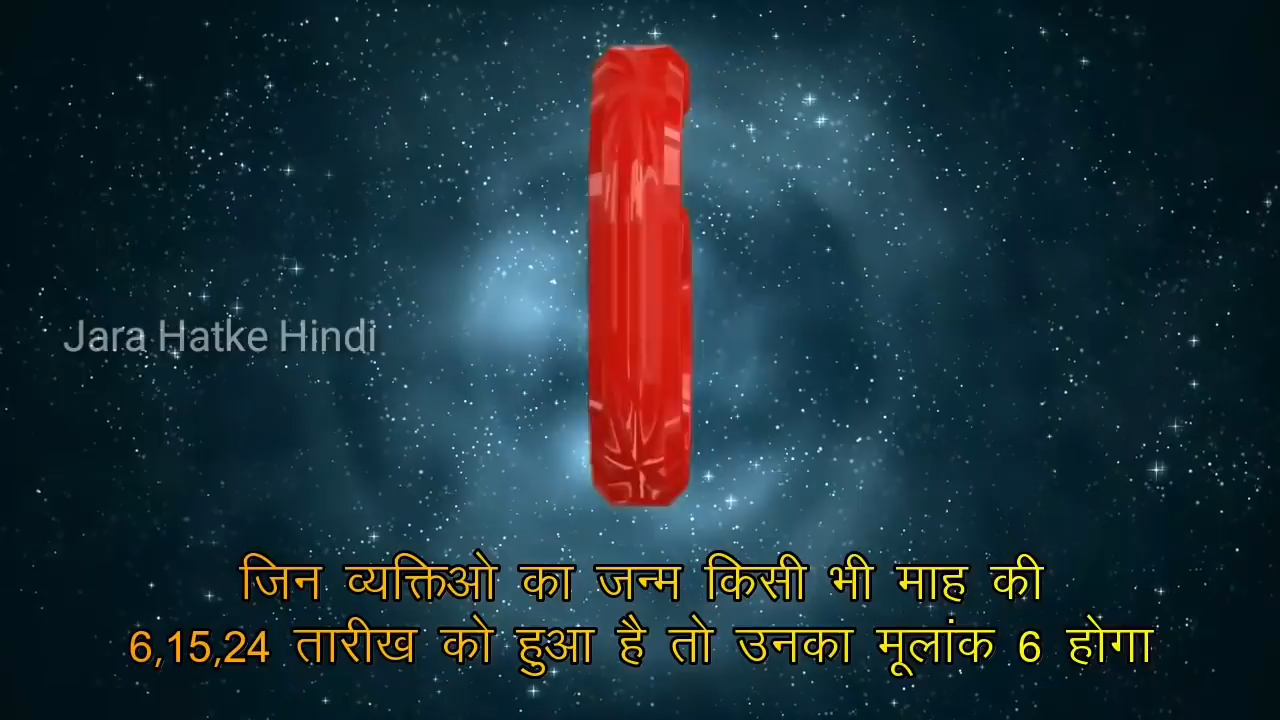 Jara Hatke Hindi
जिन व्यक्तिओ का जन्म किसी भी माह की
6,15,24 तारीख को हुआ है तो उनका मूलांक 6 होगा